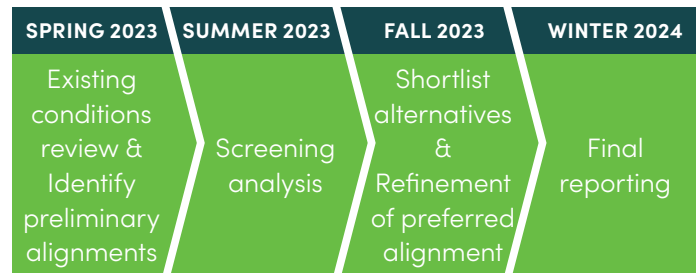 SPRING 2023
Existing
conditions
review &
Identify
preliminary
alignments
SUMMER 2023
Screening
analysis
FALL 2023
Shortlist
alternatives
&
Refinement
of preferred
alignment
WINTER 2024
Final
reporting